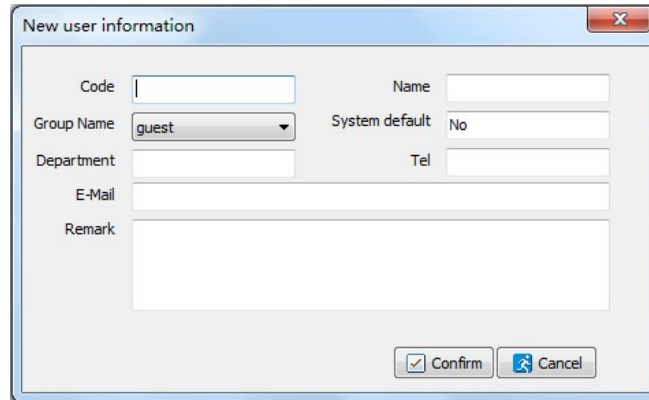 New user information
Code
Name
Group Name guest
System default No
Department
Tel
E-Mail
Remark
Confirm
Cancel